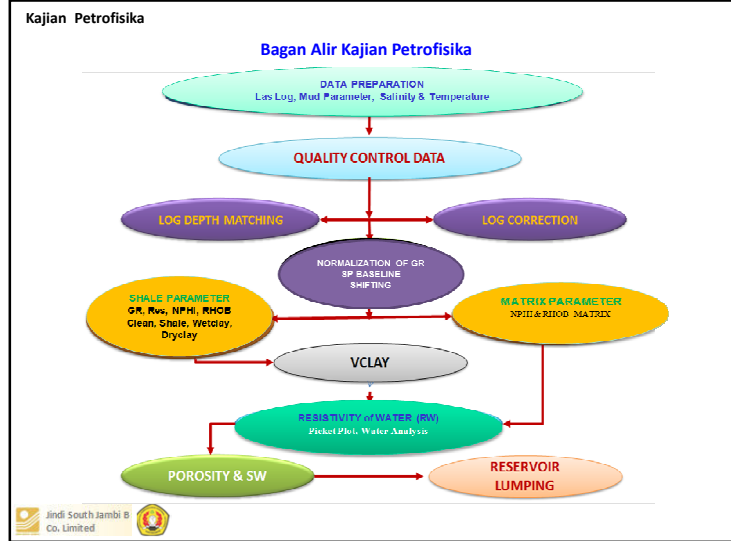 Kajian Petrofisika
Bagan Alir Kajian Petrofisika
DATA PREPARATION
Las Log, Mud Parameter, Salinity & Temperature
QUALITY CONTROL DATA
LOG DEPTH MATCHING
LOG CORRECTION
NORMALIZATION OF GR
SP BASELINE
SHIFTING
SHALE PARAMETER
GR, Res, NPHI, RHOB
Clean, Shale, Wetclay,
Dryclay
MATRIX PARAMETER
NPHI & RHOB MATRIX
VCLAY
RESISTIVITY of WATER (RW)
Picket Plot, Water Analysis
POROSITY & SW
RESERVOIR
LUMPING
Jindi South Jambi B
Co. Limited